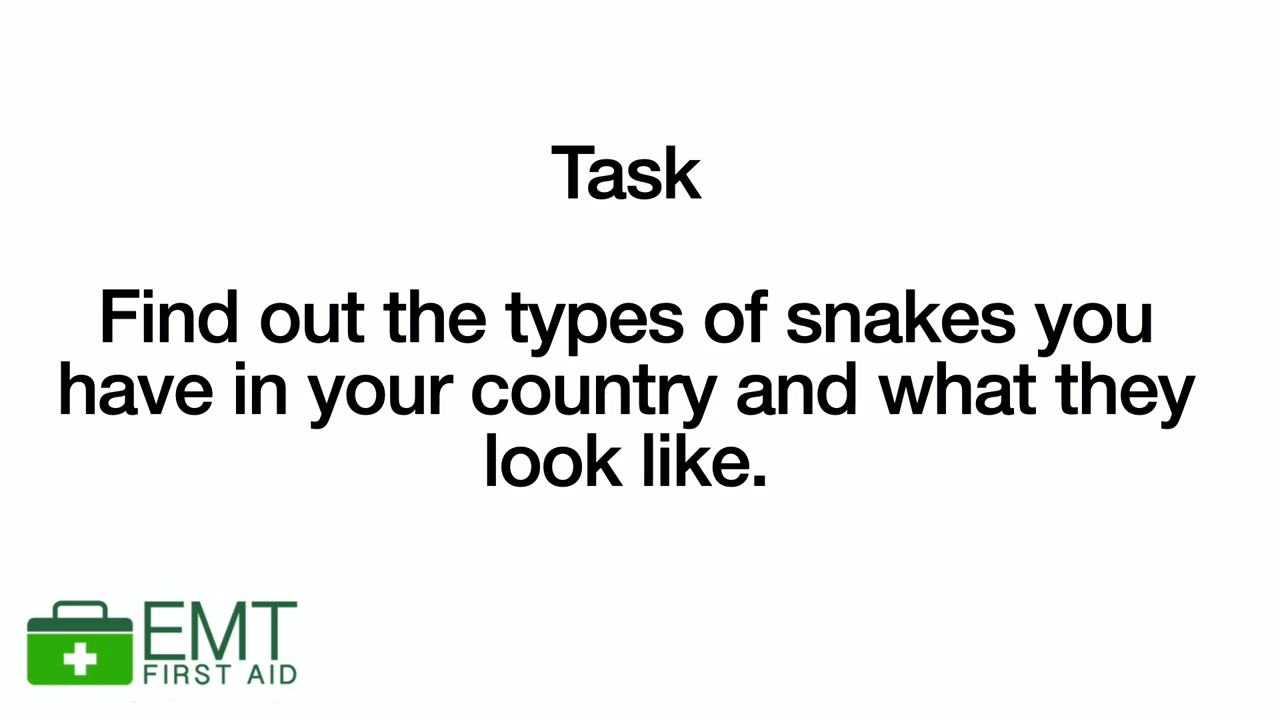 Task
Find out the types of snakes you
have in your country and what they
look like.
EMT
FIRST AID